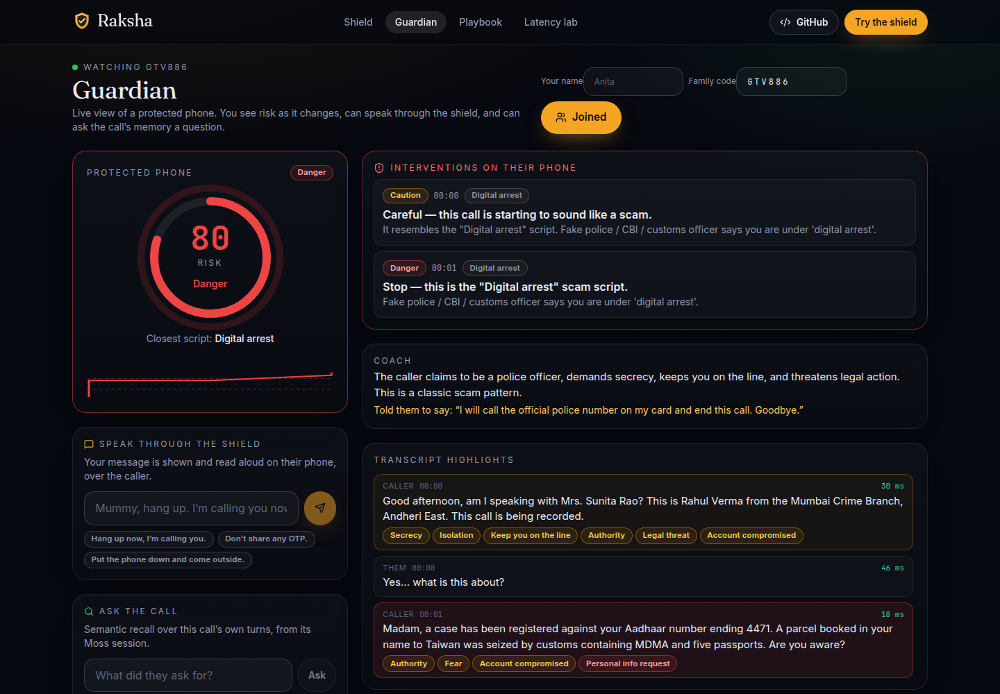 Raksha
Shield
Guardian
Playbook
Latency lab
GitHub
Try the shield
WATCHING GTV886
Guardian
Live view of a protected phone. You see risk as it changes, can speak through the shield, and can
ask the call’s memory a question.
Your name
Anita
Family code
GTV886
Joined
PROTECTED PHONE
Danger
80
RISK
Danger
Closest script: Digital arrest
SPEAK THROUGH THE SHIELD
Your message is shown and read aloud on their phone,
over the caller.
Mummy, hang up. I’m calling you nov
Hang up now, I’m calling you.
Don’t share any OTP.
Put the phone down and come outside.
ASK THE CALL
Semantic recall over this call’s own turns, from its
Moss session.
What did they ask for?
Ask
INTERVENTIONS ON THEIR PHONE
Caution 00:00 Digital arrest
Careful — this call is starting to sound like a scam.
It resembles the "Digital arrest" script. Fake police / CBI / customs officer says you are under 'digital arrest'.
Danger 00:01 Digital arrest
Stop — this is the "Digital arrest" scam script.
Fake police / CBI / customs officer says you are under 'digital arrest'.
COACH
The caller claims to be a police officer, demands secrecy, keeps you on the line, and threatens legal action.
This is a classic scam pattern.
Told them to say: “I will call the official police number on my card and end this call. Goodbye.”
TRANSCRIPT HIGHLIGHTS
CALLER 00:00 30 ms
Good afternoon, am I speaking with Mrs. Sunita Rao? This is Rahul Verma from the Mumbai Crime Branch,
Andheri East. This call is being recorded.
Secrecy Isolation Keep you on the line Authority Legal threat Account compromised
THEM 00:00 46 ms
Yes... what is this about?
CALLER 00:01 18 ms
Madam, a case has been registered against your Aadhaar number ending 4471. A parcel booked in your
name to Taiwan was seized by customs containing MDMA and five passports. Are you aware?
Authority Fear Account compromised Personal info request